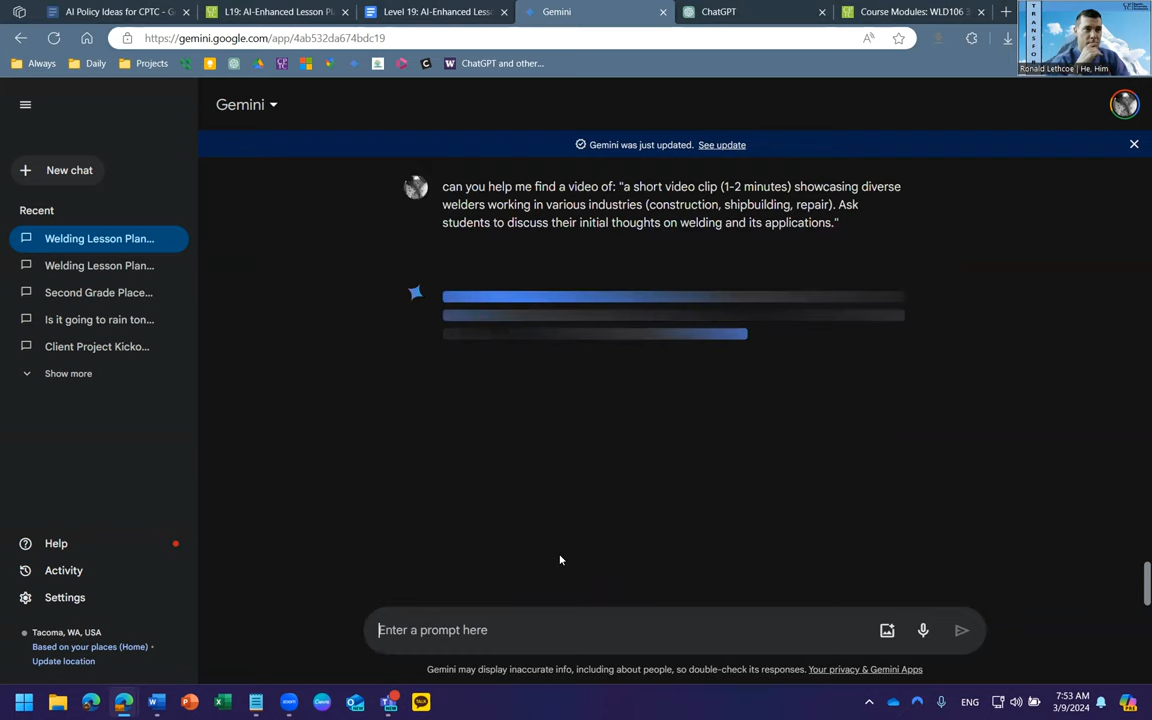 AI Policy Ideas for CPTC - G
L19: AI-Enhanced Lesson Pl
Level 19: AI-Enhanced Less
Gemini
ChatGPT
Course Modules: WLD106
https://gemini.google.com/app/4ab532da674bdc19
Always
Daily
Projects
ChatGPT and other...
TRANSFO
Ronald Lethcoe | He, Him
Gemini
Gemini was just updated. See update
New chat
Recent
Welding Lesson Plan...
Welding Lesson Plan...
Second Grade Place...
Is it going to rain ton...
Client Project Kicko...
Show more
can you help me find a video of: "a short video clip (1-2 minutes) showcasing diverse
welders working in various industries (construction, shipbuilding, repair). Ask
students to discuss their initial thoughts on welding and its applications."
Help
Activity
Settings
Tacoma, WA, USA
Based on your places (Home) •
Update location
Enter a prompt here
Gemini may display inaccurate info, including about people, so double-check its responses. Your privacy & Gemini Apps
ENG
7:53 AM
3/9/2024